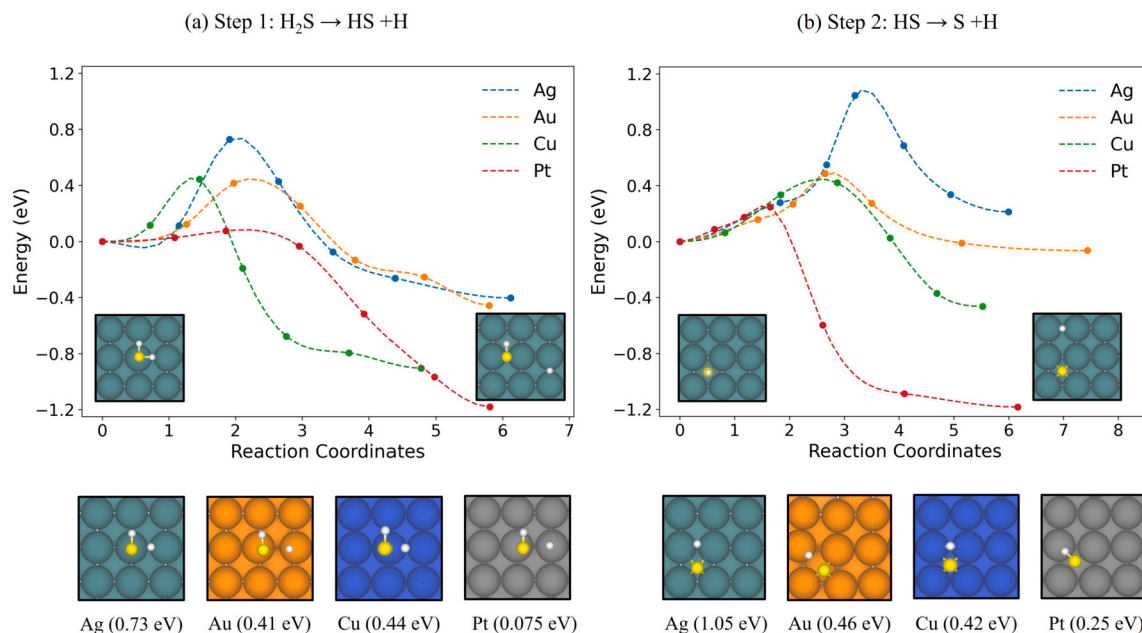 (a) Step 1: H₂S → HS +H
(b) Step 2: HS → S +H
1.2
0.8
0.4
0.0
−0.4
−0.8
−1.2
Energy (eV)
Ag
Au
Cu
Pt
0 1 2 3 4 5 6 7
Reaction Coordinates
1.2
0.8
0.4
0.0
−0.4
−0.8
−1.2
Energy (eV)
Ag
Au
Cu
Pt
0 1 2 3 4 5 6 7 8
Reaction Coordinates
Ag (0.73 eV) Au (0.41 eV) Cu (0.44 eV) Pt (0.075 eV)
Ag (1.05 eV) Au (0.46 eV) Cu (0.42 eV) Pt (0.25 eV)